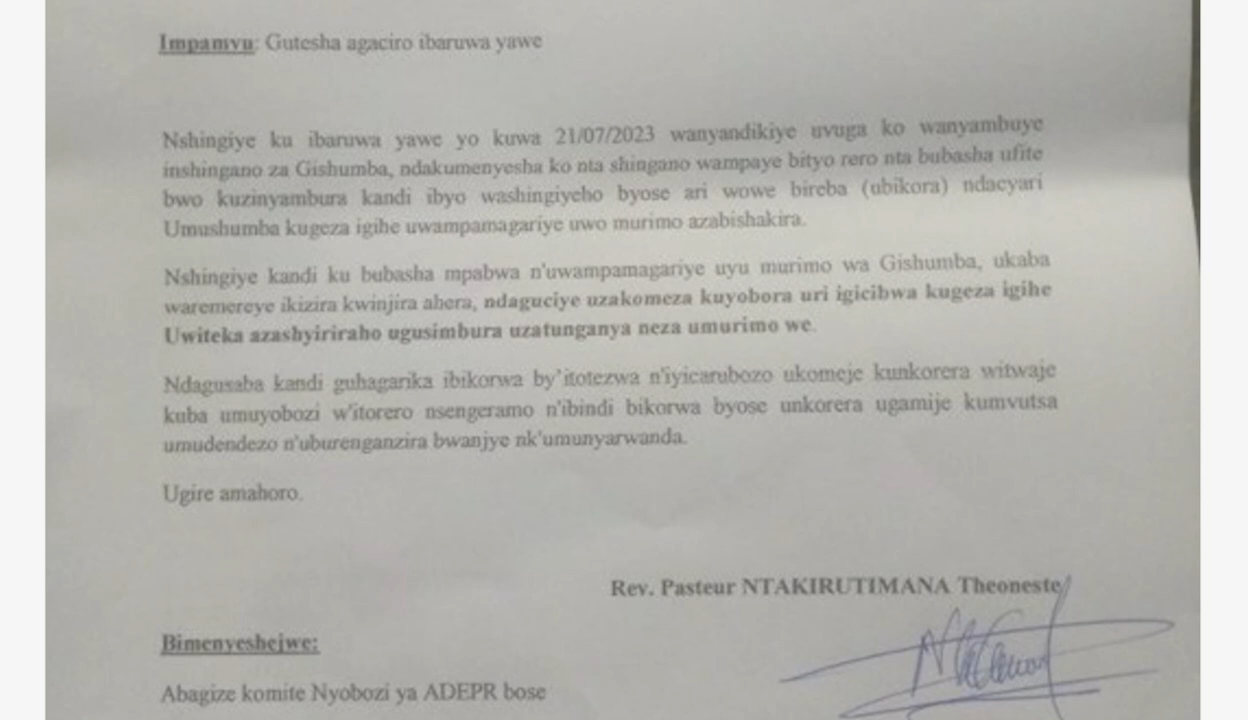 Impamvu: Gutesha agaciro ibaruwa yawe
Nshingiye ku ibaruwa yawe yo kuwa 21/07/2023 wanyandikiye uvuga ko wanyambuye
inshingano za Gishumba, ndakumenyesha ko nta shingano wampaye bityo rero nta bubasha ufite
bwo kuzinyambura kandi ibyo washingiyeho byose ari wowe bireba (ubikora) ndacyari
Umushumba kugeza igihe uwampamagariye uwo murimo azabishakira.
Nshingiye kandi ku bubasha mpabwa n'uwampamagariye uyu murimo wa Gishumba, ukaba
waremereye ikizira kwinjira ahera, ndaguciye uzakomeza kuyobora uri igicibwa kugeza igihe
Uwiteka azashyiriraho ugusimbura uzatunganya neza umurimo we.
Ndagusaba kandi guhagarika ibikorwa by'itotezwa n'iyicarubozo ukomeje kunkorera witwaje
kuba umuyobozi w'itorero nsengeramo n'ibindi bikorwa byose unkorera ugamije kumvutsa
umudendezo n'uburenganzira bwanjye nk'umunyarwanda.
Ugire amahoro.
Rev. Pasteur NTAKIRUTIMANA Theoneste
Bimenyeshejwe:
Abagize komite Nyobozi ya ADEPR bose